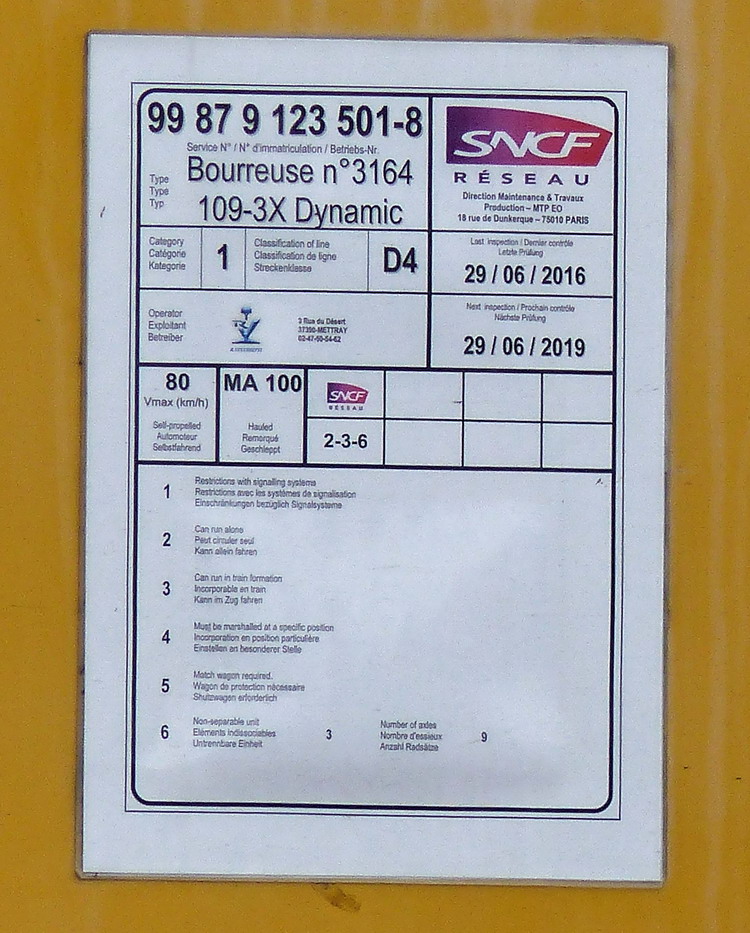 99 87 9 123 501-8
Service N° / N° d'immatriculation / Betriebs-Nr.
Type
Type
Typ
Bourreuse n°3164
109-3X Dynamic
SNCF
RÉSEAU
Direction Maintenance & Travaux
Production – MTP EO
18 rue de Dunkerque – 75010 PARIS
Category
Catégorie
Kategorie
1
Classification of line
Classification de ligne
Streckenklasse
D4
Last inspection / Dernier contrôle
Letzte Prüfung
29 / 06 / 2016
Operator
Exploitant
Betreiber
3 Rue du Désert
37390-METTRAY
02-47-50-54-62
Next inspection / Prochain contrôle
Nächste Prüfung
29 / 06 / 2019
80
Vmax (km/h)
Self-propelled
Automoteur
Selbstfahrend
MA 100
Hauled
Remorqué
Geschleppt
SNCF
RÉSEAU
2-3-6
1
Restrictions with signalling systems
Restrictions avec les systèmes de signalisation
Einschränkungen bezüglich Signalsysteme
2
Can run alone
Peut circuler seul
Kann allein fahren
3
Can run in train formation
Incorporable en train
Kann im Zug fahren
4
Must be marshalled at a specific position
Incorporation en position particulière
Einstellen an besonderer Stelle
5
Match wagon required.
Wagon de protection nécessaire
Shutzwagen erforderlich
6
Non-separable unit
Eléments indissociables
Untrennbare Einheit
3
Number of axles
Nombre d'essieux
Anzahl Radsätze
9